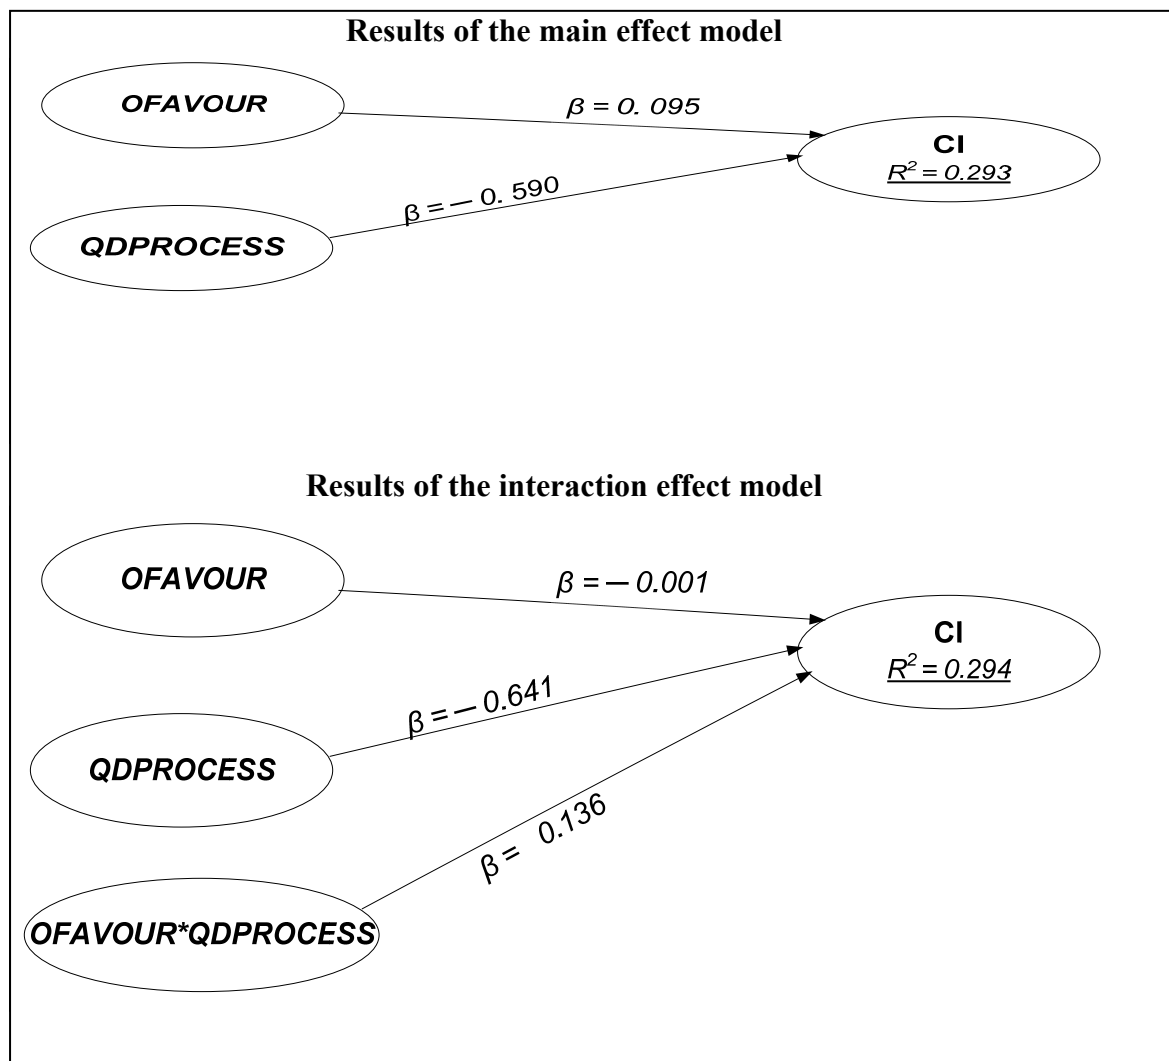 Results of the main effect model
OFAVOUR
β = 0. 095
CI
R² = 0.293
β = – 0. 590
QDPROCESS
Results of the interaction effect model
OFAVOUR
β = – 0.001
CI
R² = 0.294
β = – 0.641
QDPROCESS
β = 0.136
OFAVOUR*QDPROCESS